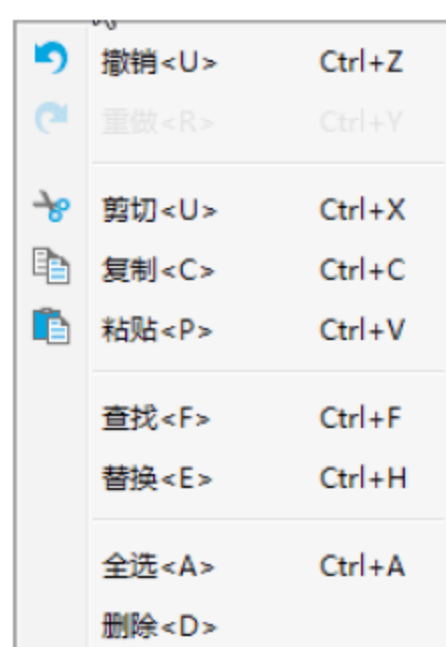 撤销<U> Ctrl+Z
重做<R> Ctrl+Y
剪切<U> Ctrl+X
复制<C> Ctrl+C
粘贴<P> Ctrl+V
查找<F> Ctrl+F
替换<E> Ctrl+H
全选<A> Ctrl+A
删除<D>